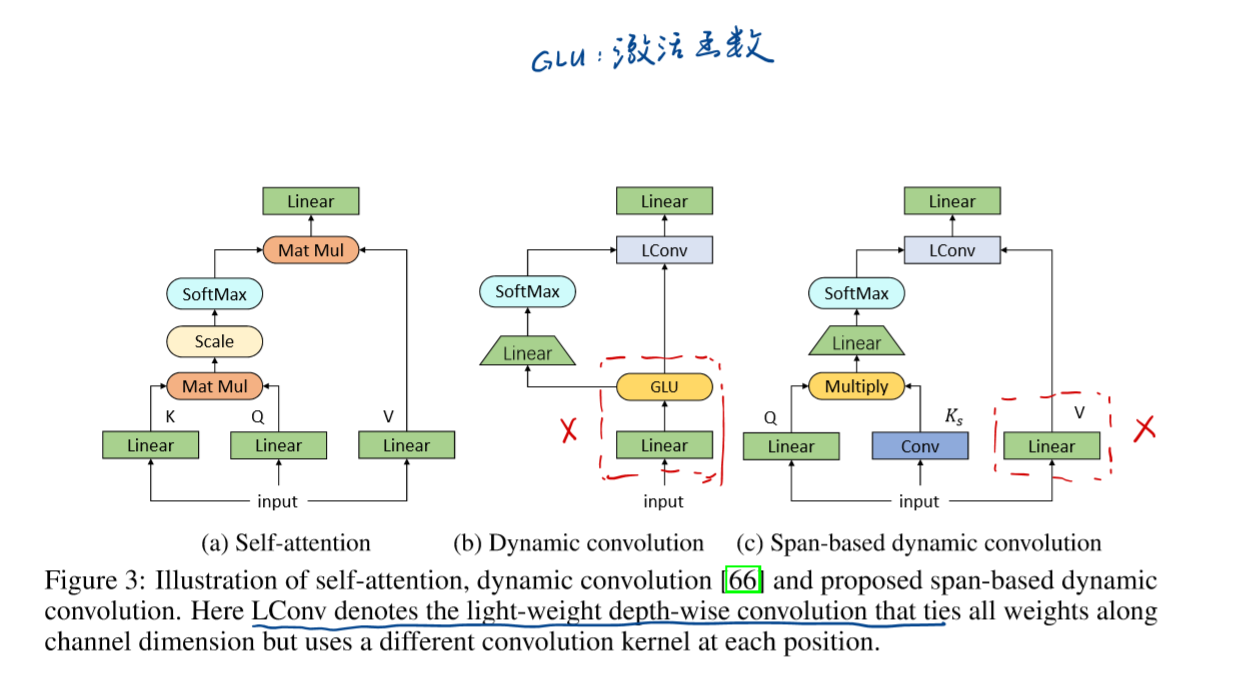 GLU：激活函数
Linear
Linear
Linear
Mat Mul
LConv
LConv
SoftMax
SoftMax
SoftMax
Scale
Linear
Linear
Mat Mul
GLU
Multiply
K
Q
V
Q
Ks
V
Linear
Linear
Linear
Linear
Linear
Conv
Linear
X
X
input
input
input
(a) Self-attention
(b) Dynamic convolution
(c) Span-based dynamic convolution
Figure 3: Illustration of self-attention, dynamic convolution [66] and proposed span-based dynamic
convolution. Here LConv denotes the light-weight depth-wise convolution that ties all weights along
channel dimension but uses a different convolution kernel at each position.